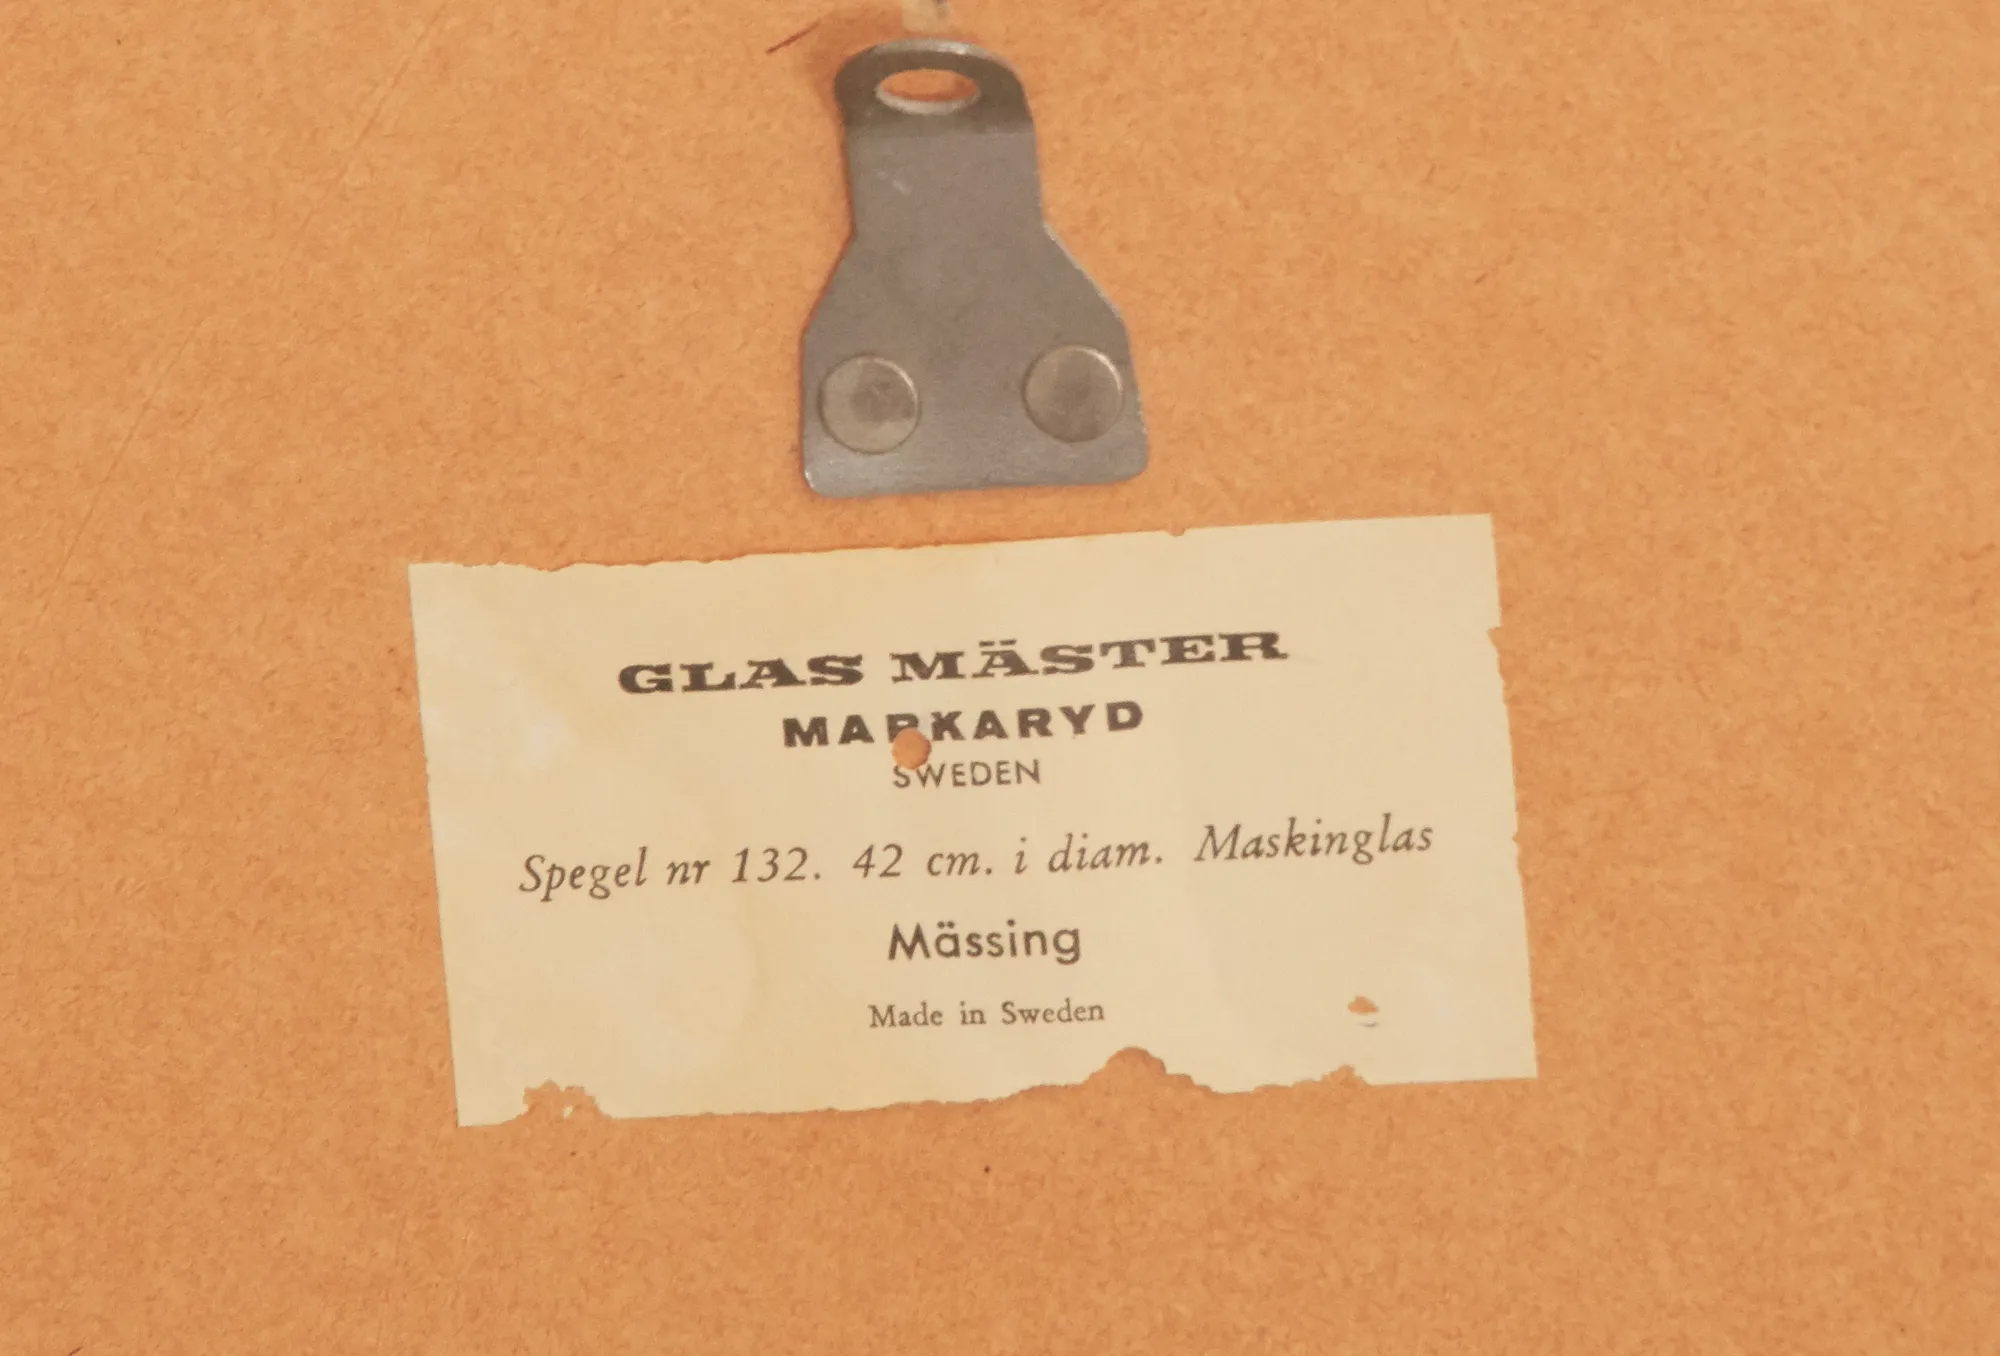 GLAS MÄSTER
MARKARYD
SWEDEN
Spegel nr 132. 42 cm. i diam. Maskinglas
Mässing
Made in Sweden